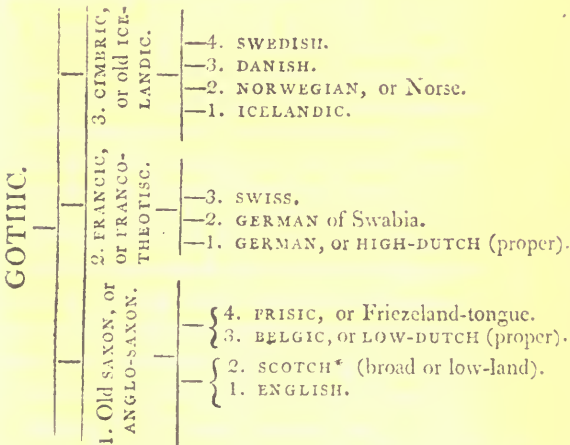 GOTHIC.
3. CIMBRIC,
or old ICE-
LANDIC.
4. SWEDISH.
3. DANISH.
2. NORWEGIAN, or Norse.
1. ICELANDIC.
2. FRANCIC,
or FRANCO-
THEOTISC.
3. SWISS.
2. GERMAN of Swabia.
1. GERMAN, or HIGH-DUTCH (proper).
1. Old SAXON, or
ANGLO-SAXON.
4. FRISIC, or Friezeland-tongue.
3. BELGIC, or LOW-DUTCH (proper).
2. SCOTCH* (broad or low-land).
1. ENGLISH.